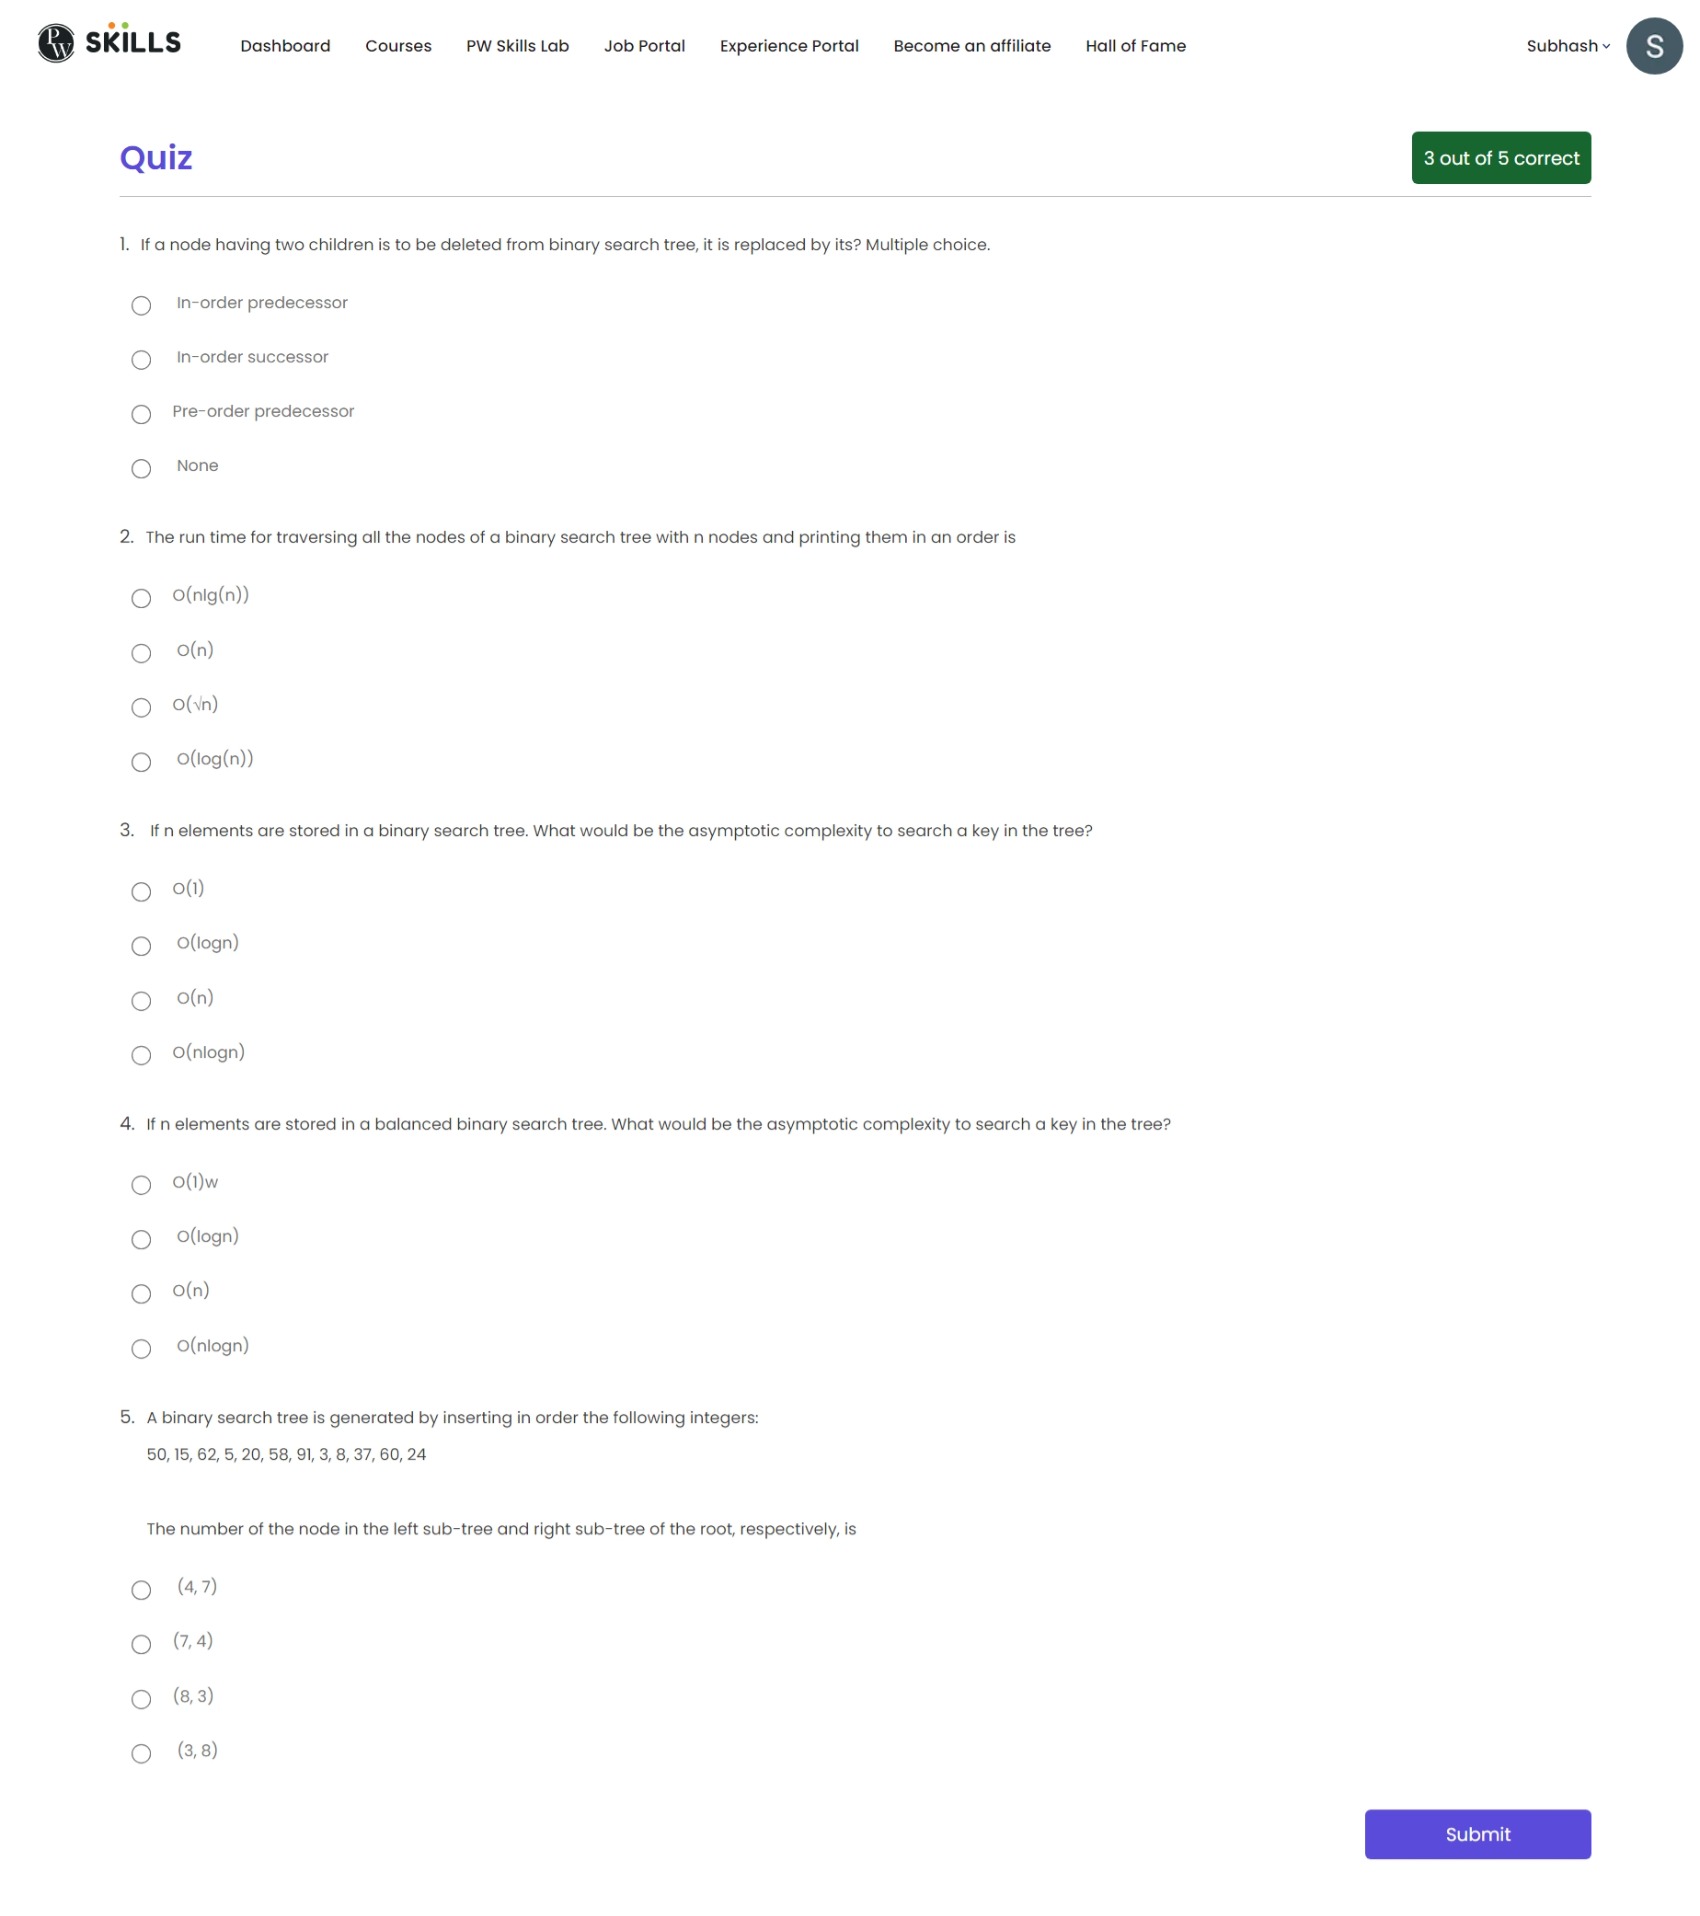 PW SKILLS Dashboard Courses PW Skills Lab Job Portal Experience Portal Become an affiliate Hall of Fame Subhash S
Quiz 3 out of 5 correct
1. If a node having two children is to be deleted from binary search tree, it is replaced by its? Multiple choice.
In-order predecessor
In-order successor
Pre-order predecessor
None
2. The run time for traversing all the nodes of a binary search tree with n nodes and printing them in an order is
O(nlg(n))
O(n)
O(√n)
O(log(n))
3. If n elements are stored in a binary search tree. What would be the asymptotic complexity to search a key in the tree?
O(1)
O(logn)
O(n)
O(nlogn)
4. If n elements are stored in a balanced binary search tree. What would be the asymptotic complexity to search a key in the tree?
O(1)w
O(logn)
O(n)
O(nlogn)
5. A binary search tree is generated by inserting in order the following integers:
50, 15, 62, 5, 20, 58, 91, 3, 8, 37, 60, 24
The number of the node in the left sub-tree and right sub-tree of the root, respectively, is
(4, 7)
(7, 4)
(8, 3)
(3, 8)
Submit